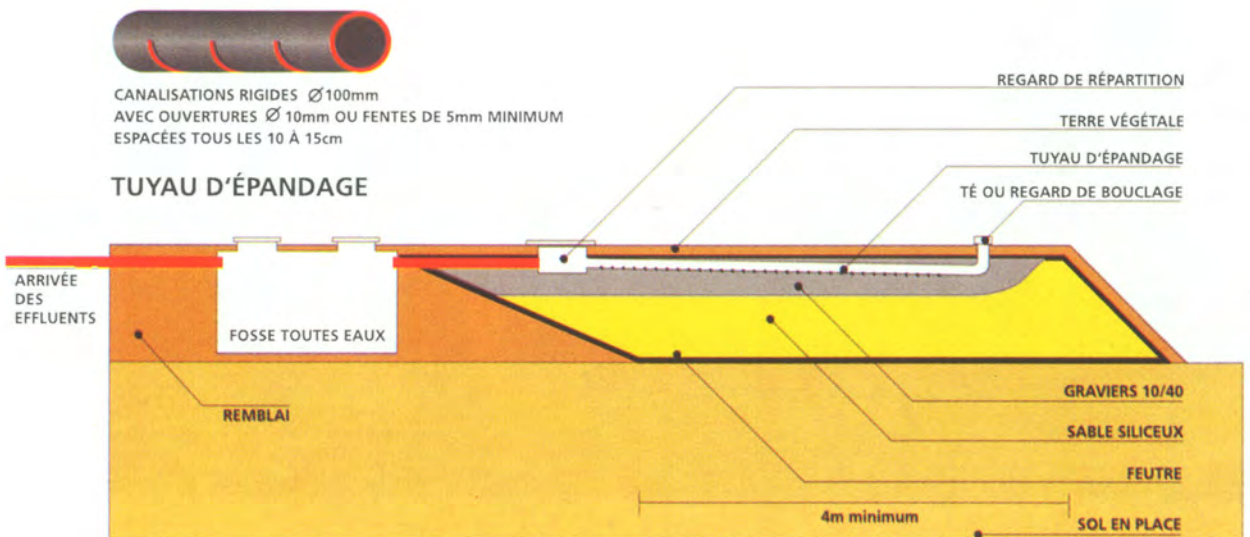 CANALISATIONS RIGIDES Ø100mm
AVEC OUVERTURES Ø 10mm OU FENTES DE 5mm MINIMUM
ESPACÉES TOUS LES 10 À 15cm
TUYAU D'ÉPANDAGE
REGARD DE RÉPARTITION
TERRE VÉGÉTALE
TUYAU D'ÉPANDAGE
TÉ OU REGARD DE BOUCLAGE
ARRIVÉE
DES
EFFLUENTS
FOSSE TOUTES EAUX
REMBLAI
GRAVIERS 10/40
SABLE SILICEUX
FEUTRE
4m minimum
SOL EN PLACE